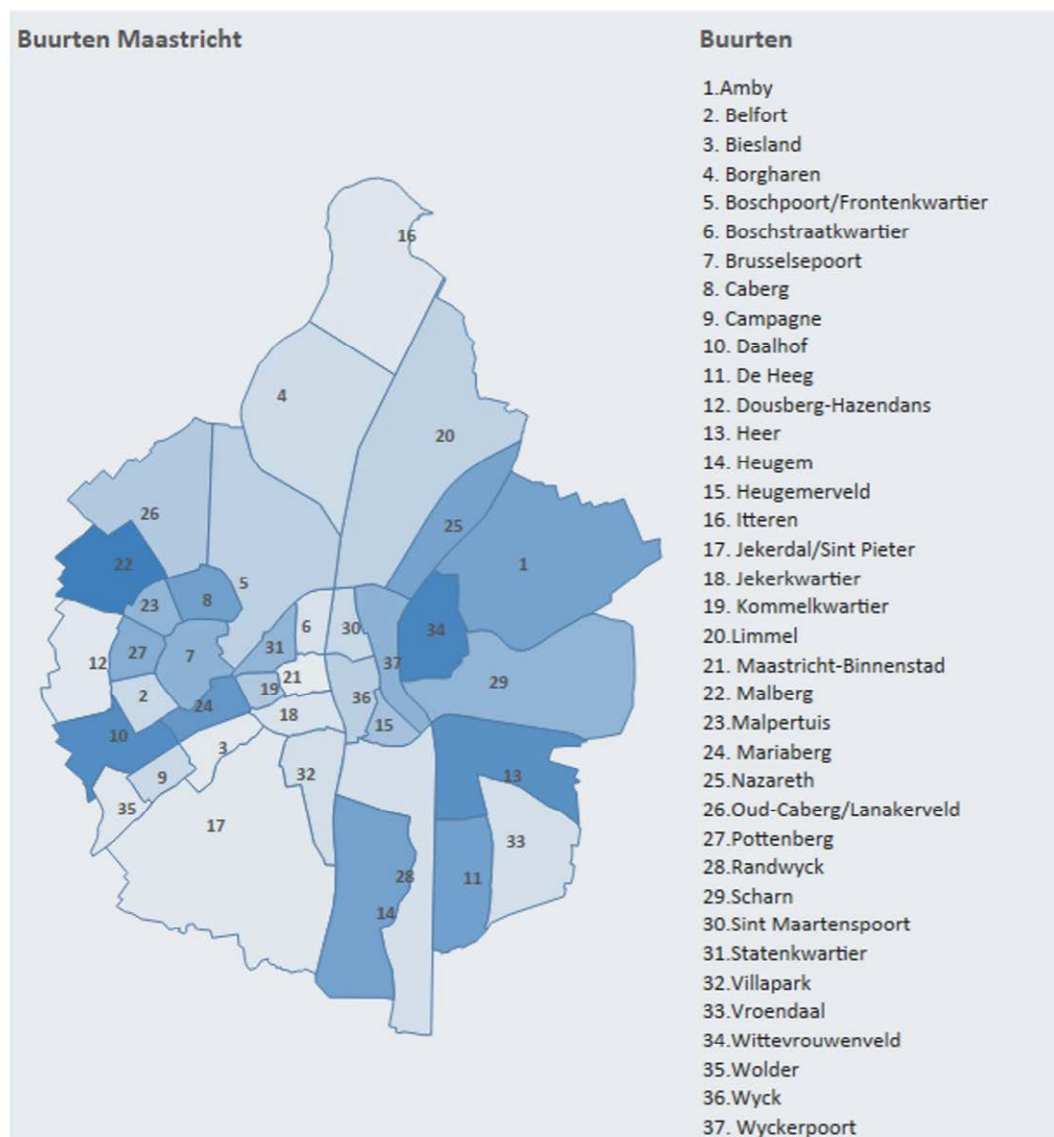 Buurten Maastricht
Buurten
1.Amby
2. Belfort
3. Biesland
4. Borgharen
5. Boschpoort/Frontenkwartier
6. Boschstraatkwartier
7. Brusselsepoort
8. Caberg
9. Campagne
10. Daalhof
11. De Heeg
12. Dousberg-Hazendans
13. Heer
14. Heugem
15. Heugemerveld
16. Itteren
17. Jekerdal/Sint Pieter
18. Jekerkwartier
19. Kommelkwartier
20.Limmel
21. Maastricht-Binnenstad
22. Malberg
23.Malpertuis
24. Mariaberg
25.Nazareth
26.Oud-Caberg/Lanakerveld
27.Pottenberg
28.Randwyck
29.Scharn
30.Sint Maartenspoort
31.Statenkwartier
32.Villapark
33.Vroendaal
34.Wittevrouwenveld
35.Wolder
36.Wyck
37. Wyckerpoort
16
4
20
26
25
22
1
5
8
23
6
30
34
31
27
7
12
37
21
29
19
2
36
24
18
15
10
3
32
13
9
35
17
33
28
11
14